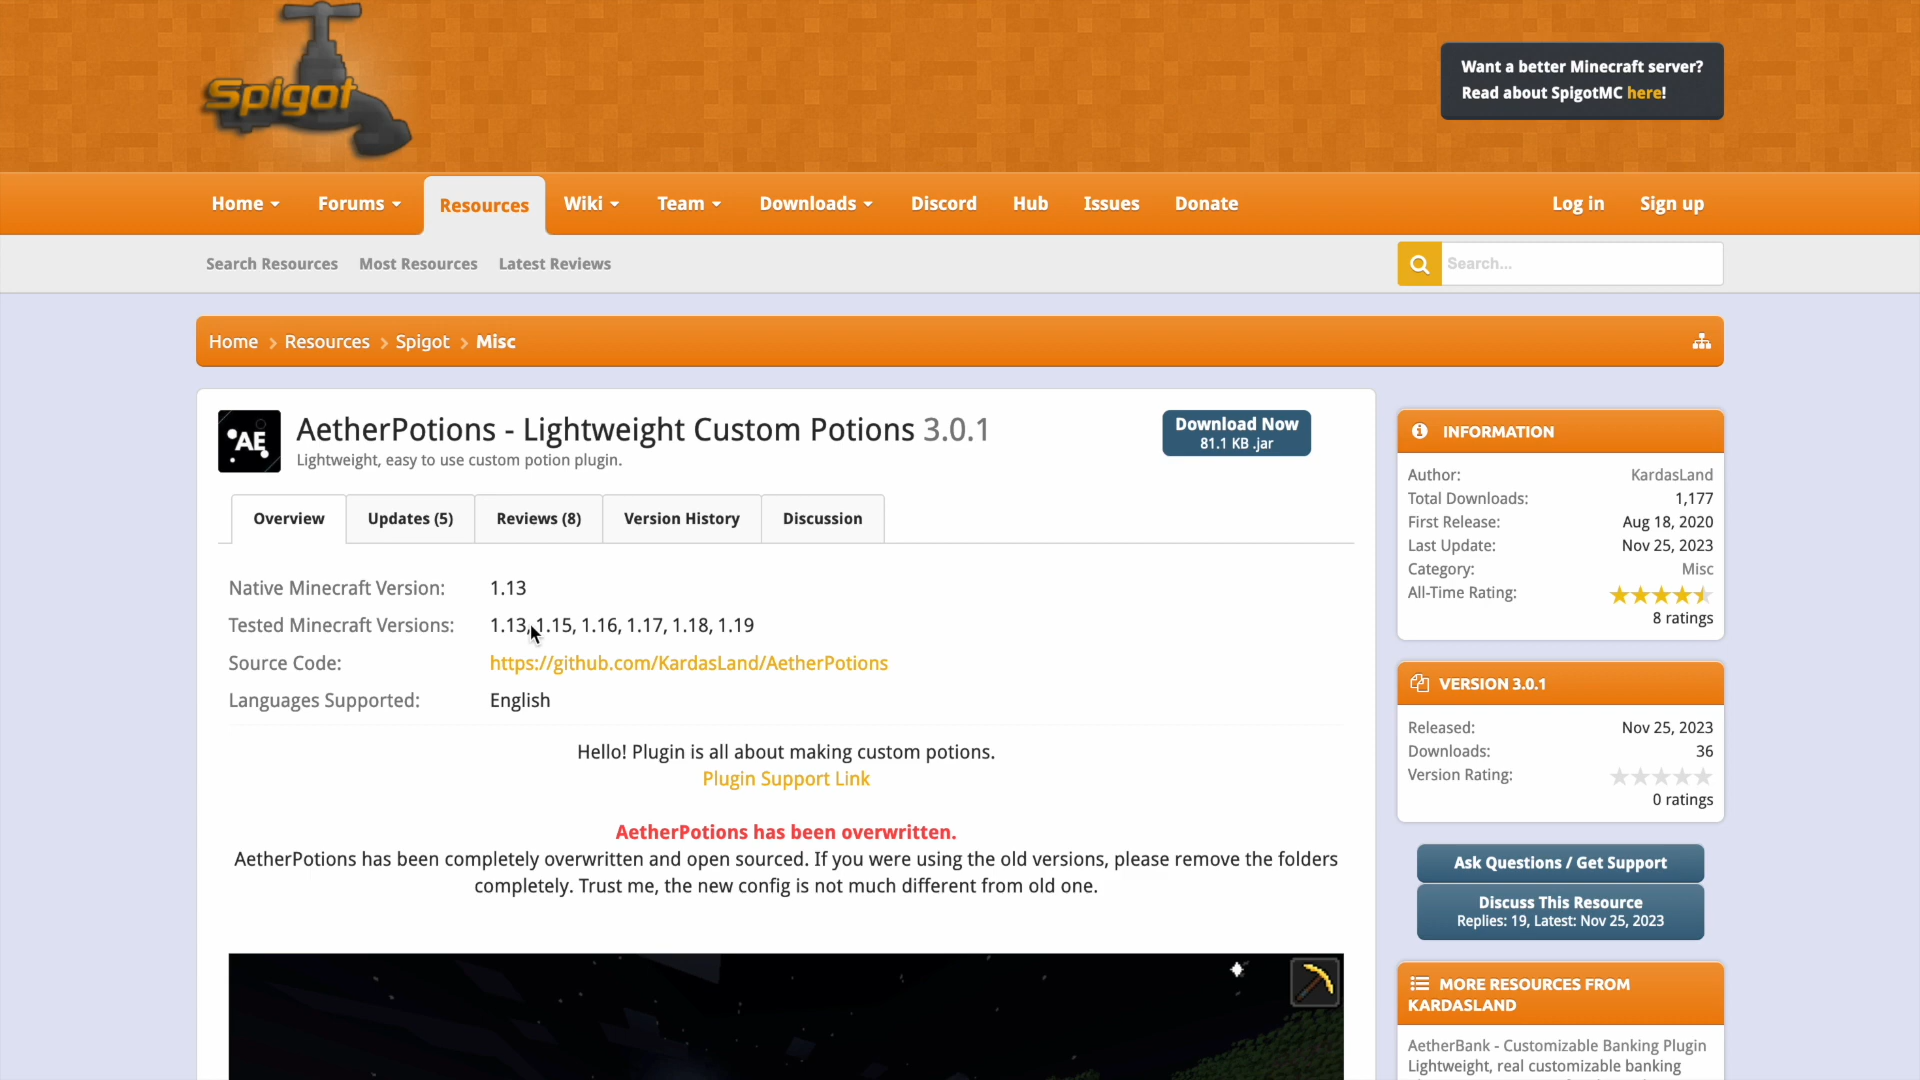 Spigot
Want a better Minecraft server?
Read about SpigotMC here!
Home
Forums
Resources
Wiki
Team
Downloads
Discord
Hub
Issues
Donate
Log in
Sign up
Search Resources
Most Resources
Latest Reviews
Search...
Home > Resources > Spigot > Misc
AE
AetherPotions - Lightweight Custom Potions 3.0.1
Lightweight, easy to use custom potion plugin.
Download Now
81.1 KB .jar
Overview
Updates (5)
Reviews (8)
Version History
Discussion
Native Minecraft Version: 1.13
Tested Minecraft Versions: 1.13, 1.15, 1.16, 1.17, 1.18, 1.19
Source Code: https://github.com/KardasLand/AetherPotions
Languages Supported: English
Hello! Plugin is all about making custom potions.
Plugin Support Link
AetherPotions has been overwritten.
AetherPotions has been completely overwritten and open sourced. If you were using the old versions, please remove the folders
completely. Trust me, the new config is not much different from old one.
INFORMATION
Author: KardasLand
Total Downloads: 1,177
First Release: Aug 18, 2020
Last Update: Nov 25, 2023
Category: Misc
All-Time Rating:
8 ratings
VERSION 3.0.1
Released: Nov 25, 2023
Downloads: 36
Version Rating:
0 ratings
Ask Questions / Get Support
Discuss This Resource
Replies: 19, Latest: Nov 25, 2023
MORE RESOURCES FROM
KARDASLAND
AetherBank - Customizable Banking Plugin
Lightweight, real customizable banking